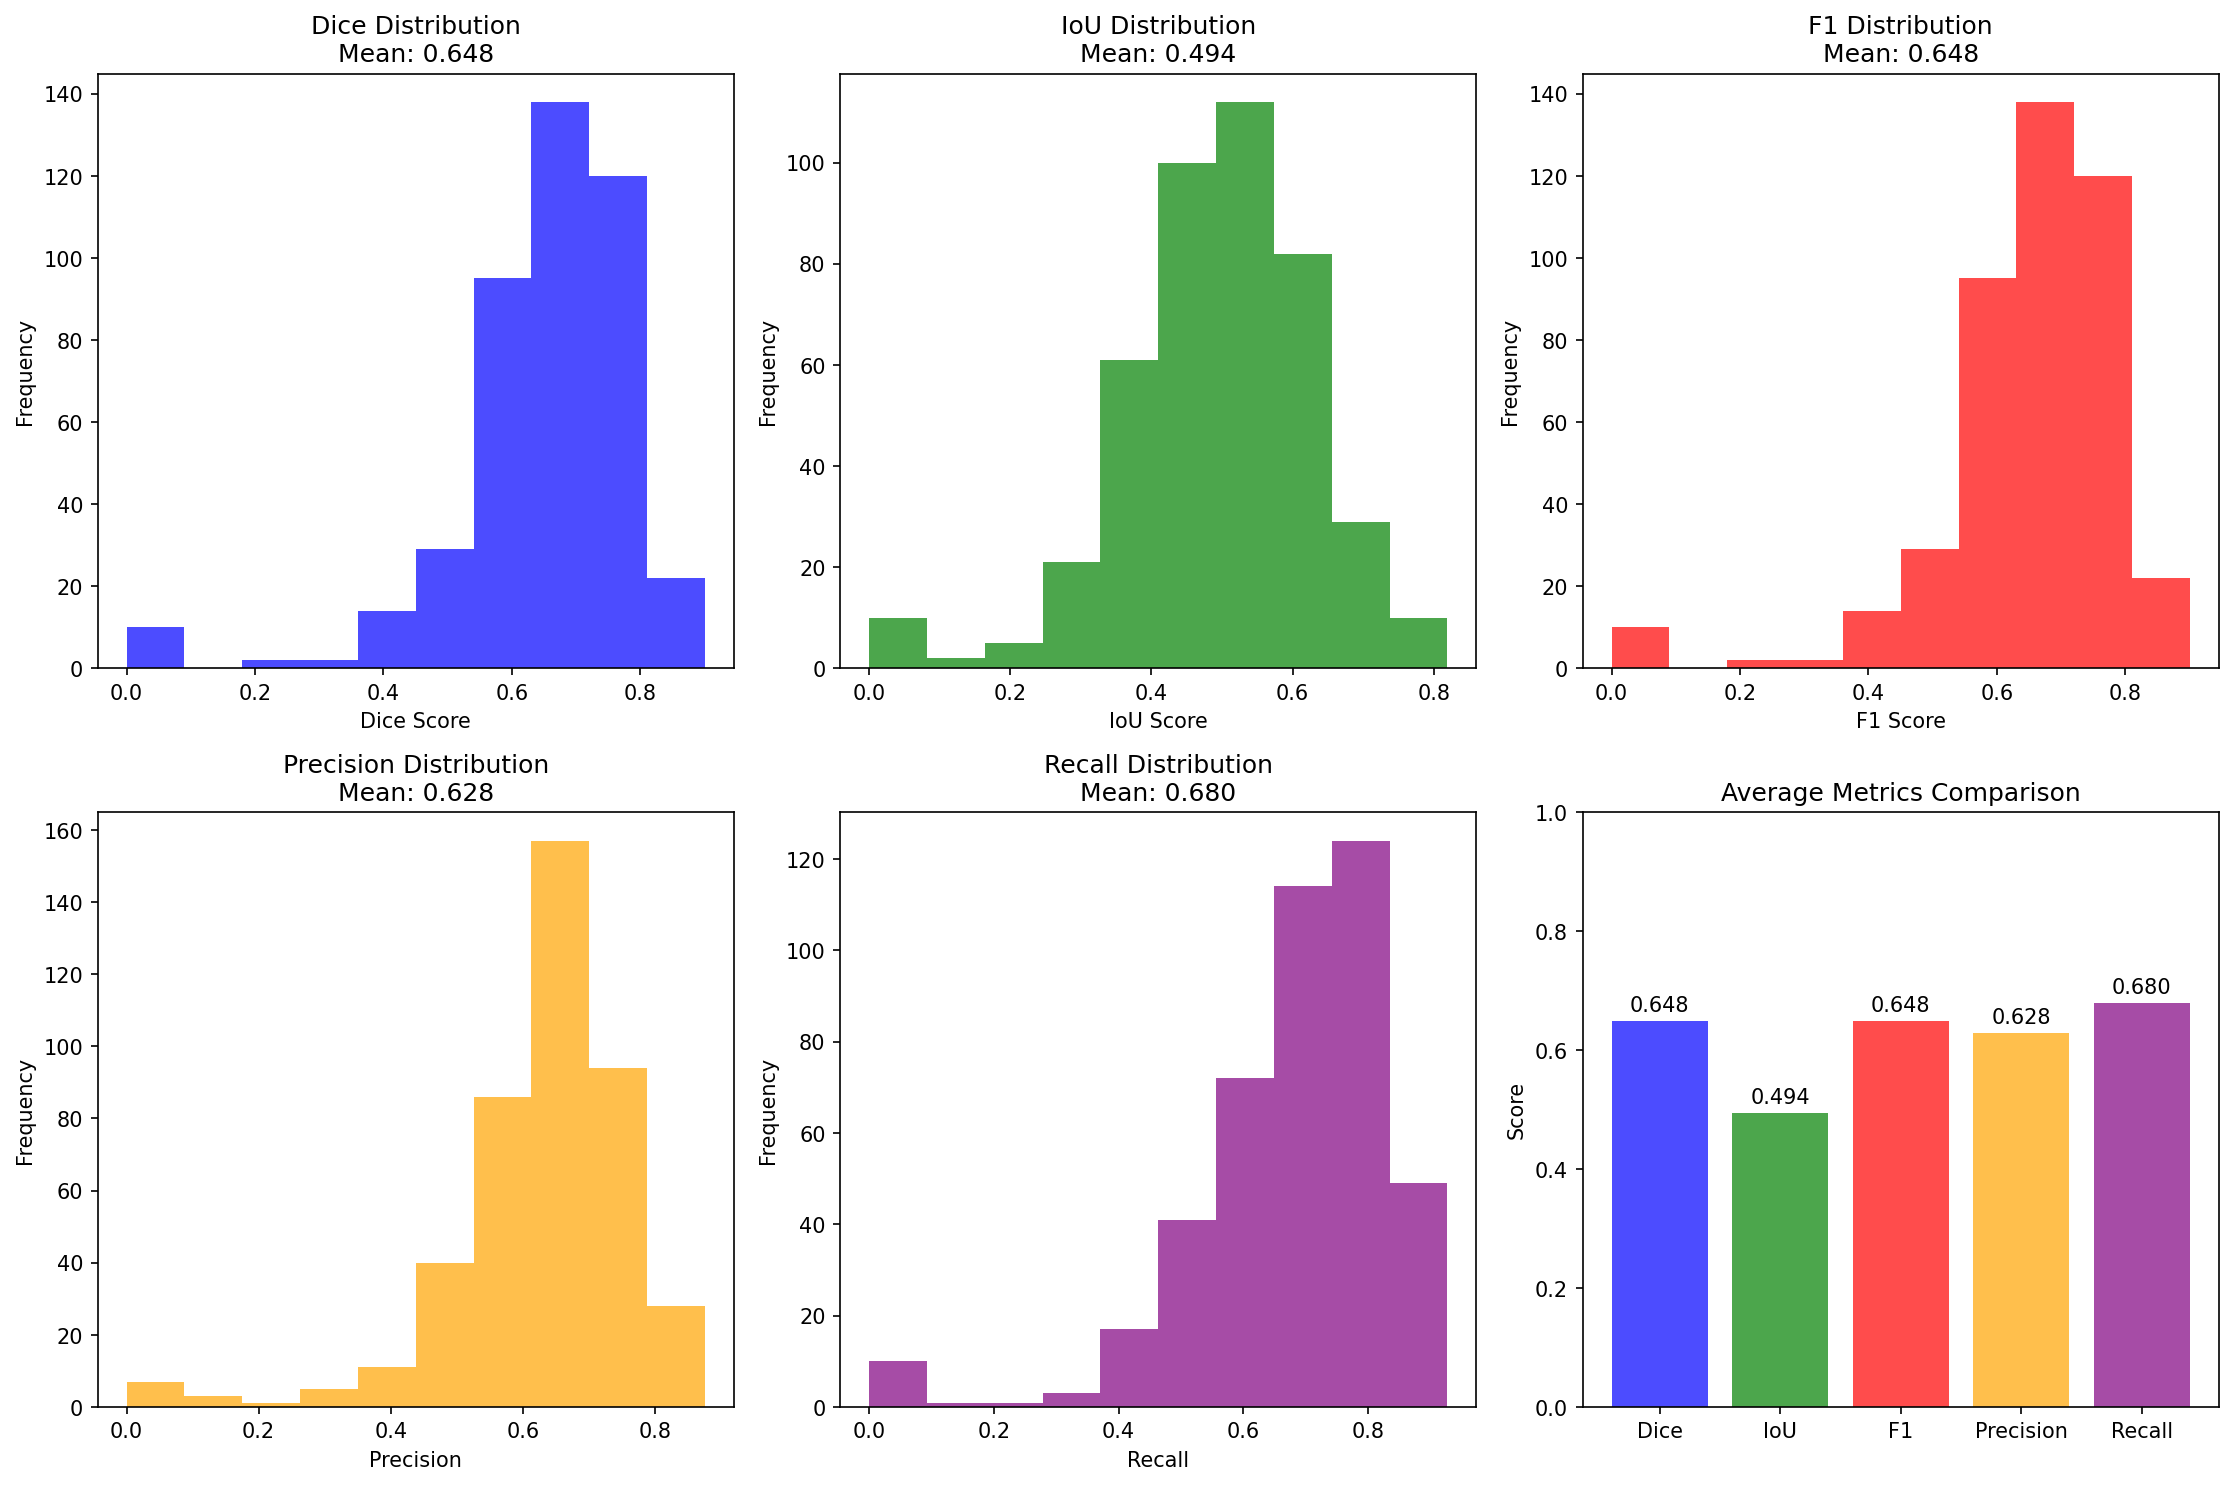 Dice Distribution
Mean: 0.648
140
120
100
80
60
40
20
0
Frequency
0.0 0.2 0.4 0.6 0.8
Dice Score
IoU Distribution
Mean: 0.494
100
80
60
40
20
0
Frequency
0.0 0.2 0.4 0.6 0.8
IoU Score
F1 Distribution
Mean: 0.648
140
120
100
80
60
40
20
0
Frequency
0.0 0.2 0.4 0.6 0.8
F1 Score
Precision Distribution
Mean: 0.628
160
140
120
100
80
60
40
20
0
Frequency
0.0 0.2 0.4 0.6 0.8
Precision
Recall Distribution
Mean: 0.680
120
100
80
60
40
20
0
Frequency
0.0 0.2 0.4 0.6 0.8
Recall
Average Metrics Comparison
1.0
0.8
0.6
0.4
0.2
0.0
Score
0.648 0.494 0.648 0.628 0.680
Dice IoU F1 Precision Recall